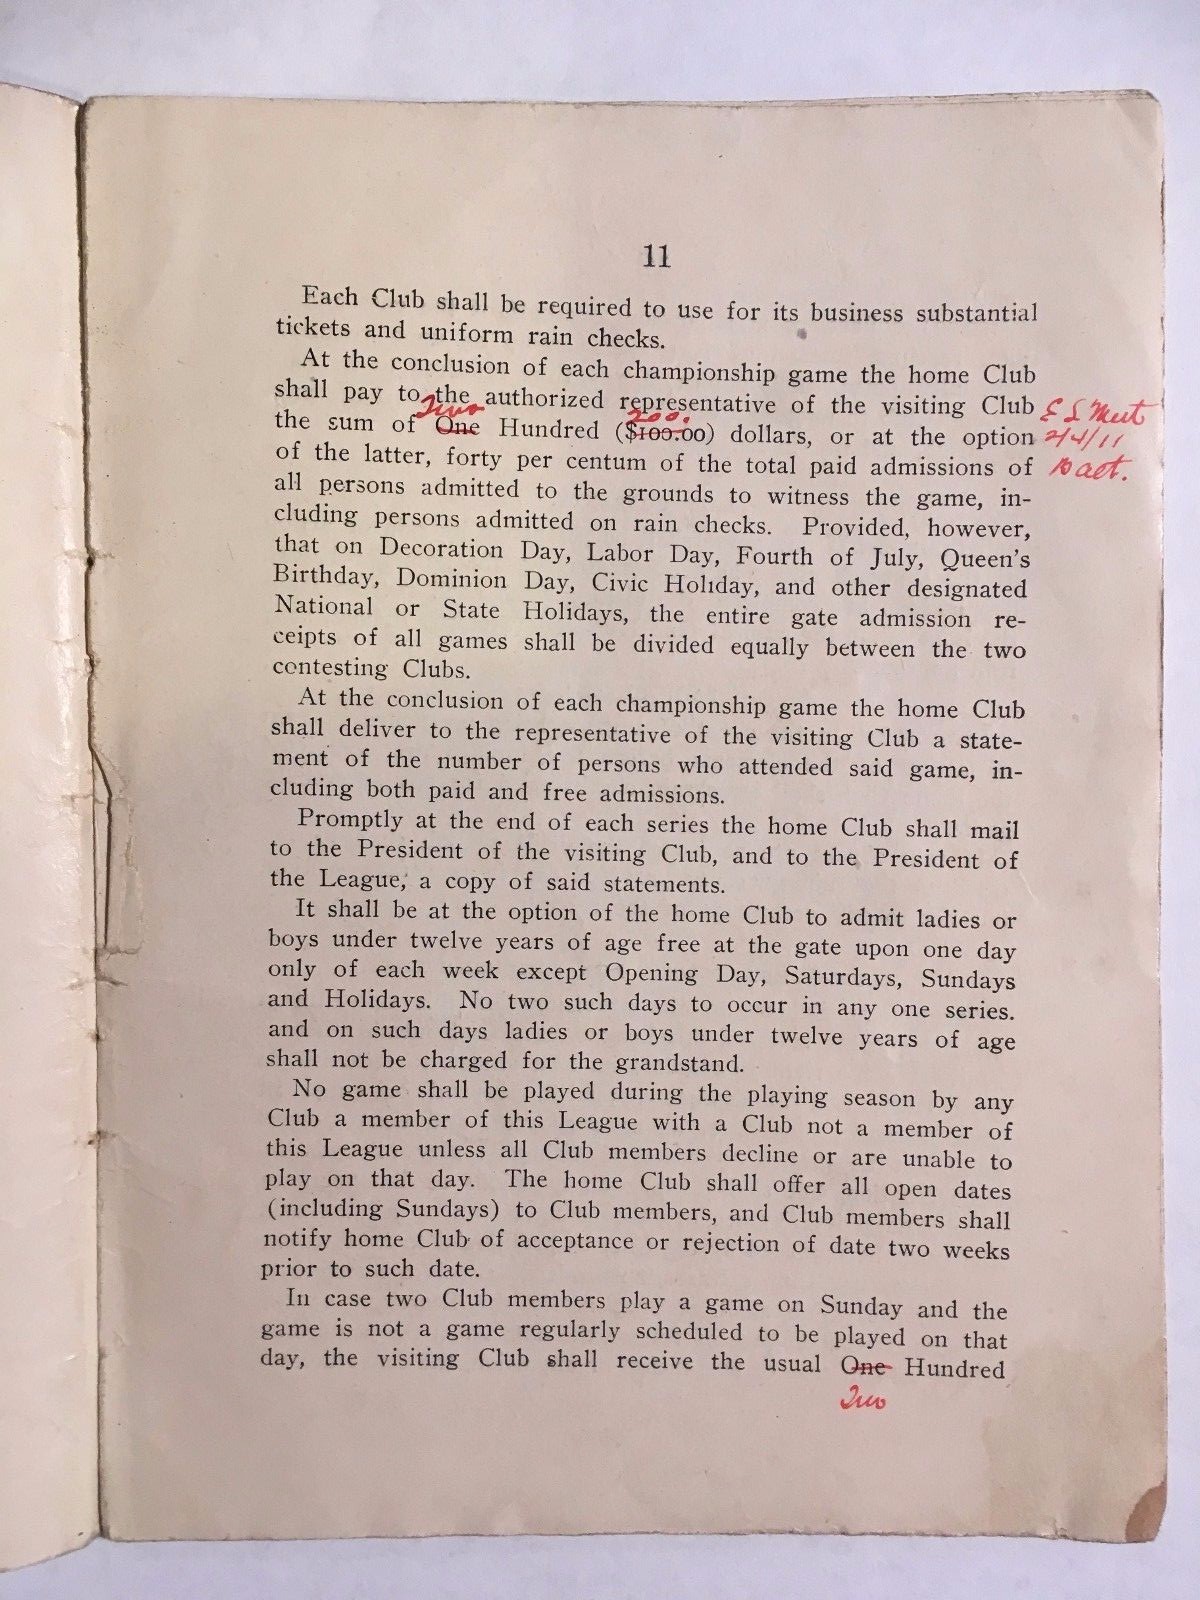 11
Each Club shall be required to use for its business substantial
tickets and uniform rain checks.
At the conclusion of each championship game the home Club
shall pay to the authorized representative of the visiting Club
Two 200.
the sum of One Hundred ($100.00) dollars, or at the option
of the latter, forty per centum of the total paid admissions of
all persons admitted to the grounds to witness the game, in-
cluding persons admitted on rain checks. Provided, however,
that on Decoration Day, Labor Day, Fourth of July, Queen's
Birthday, Dominion Day, Civic Holiday, and other designated
National or State Holidays, the entire gate admission re-
ceipts of all games shall be divided equally between the two
contesting Clubs.
At the conclusion of each championship game the home Club
shall deliver to the representative of the visiting Club a state-
ment of the number of persons who attended said game, in-
cluding both paid and free admissions.
Promptly at the end of each series the home Club shall mail
to the President of the visiting Club, and to the President of
the League, a copy of said statements.
It shall be at the option of the home Club to admit ladies or
boys under twelve years of age free at the gate upon one day
only of each week except Opening Day, Saturdays, Sundays
and Holidays. No two such days to occur in any one series.
and on such days ladies or boys under twelve years of age
shall not be charged for the grandstand.
No game shall be played during the playing season by any
Club a member of this League with a Club not a member of
this League unless all Club members decline or are unable to
play on that day. The home Club shall offer all open dates
(including Sundays) to Club members, and Club members shall
notify home Club of acceptance or rejection of date two weeks
prior to such date.
In case two Club members play a game on Sunday and the
game is not a game regularly scheduled to be played on that
day, the visiting Club shall receive the usual One Hundred
Two
E L Meet
2/4/11